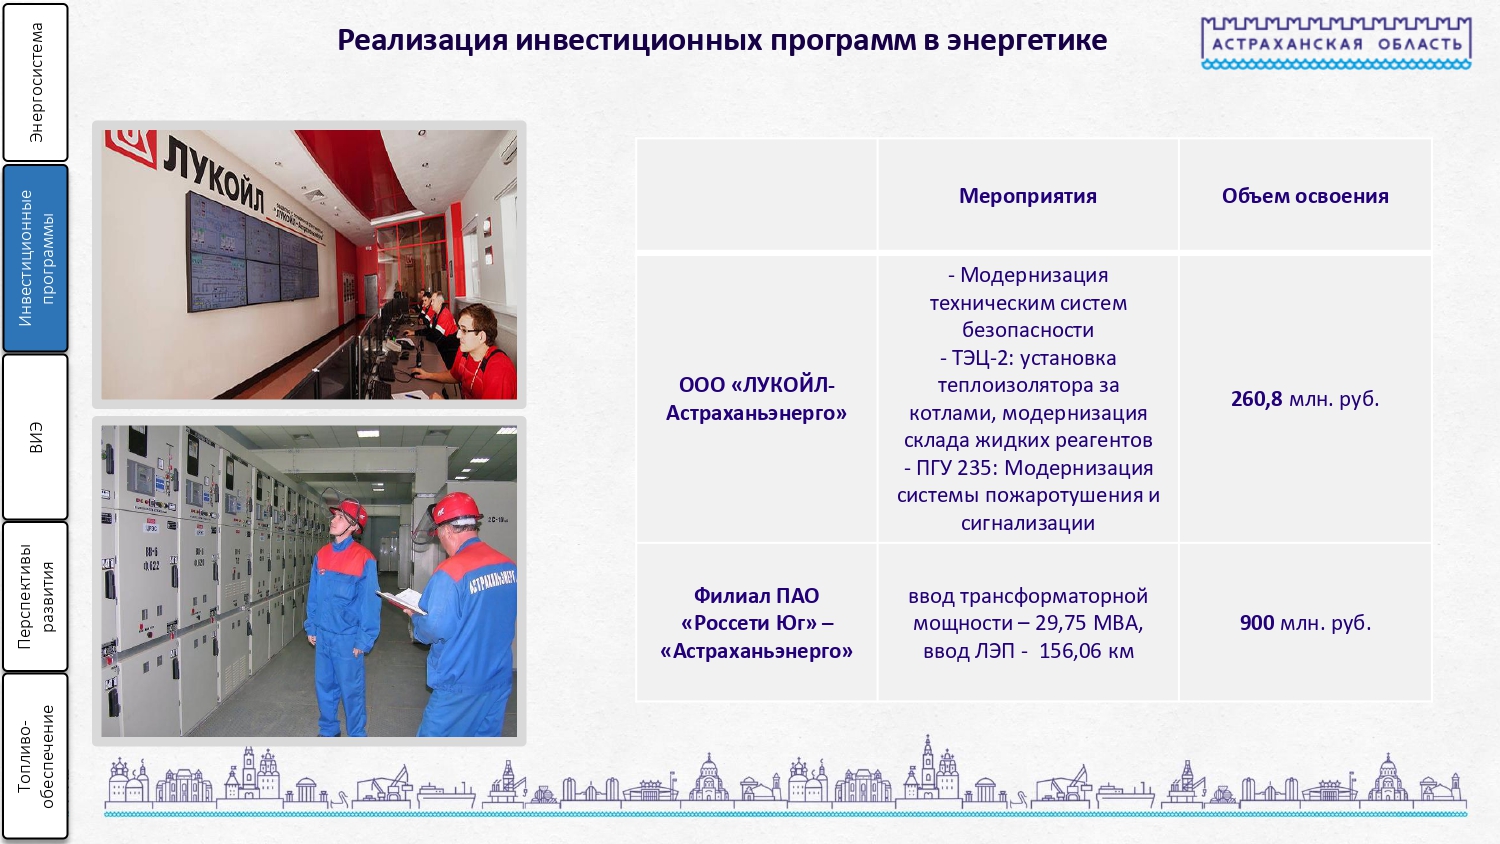 Реализация инвестиционных программ в энергетике
АСТРАХАНСКАЯ ОБЛАСТЬ
Энергосистема
Инвестиционные
программы
ВИЭ
Перспективы
развития
Топливо-
обеспечение
ЛУКОЙЛ
АСТРАХАНЬЭНЕРГО
Мероприятия
Объем освоения
ООО «ЛУКОЙЛ-
Астраханьэнерго»
- Модернизация
техническим систем
безопасности
- ТЭЦ-2: установка
теплоизолятора за
котлами, модернизация
склада жидких реагентов
- ПГУ 235: Модернизация
системы пожаротушения и
сигнализации
260,8 млн. руб.
Филиал ПАО
«Россети Юг» –
«Астраханьэнерго»
ввод трансформаторной
мощности – 29,75 МВА,
ввод ЛЭП - 156,06 км
900 млн. руб.